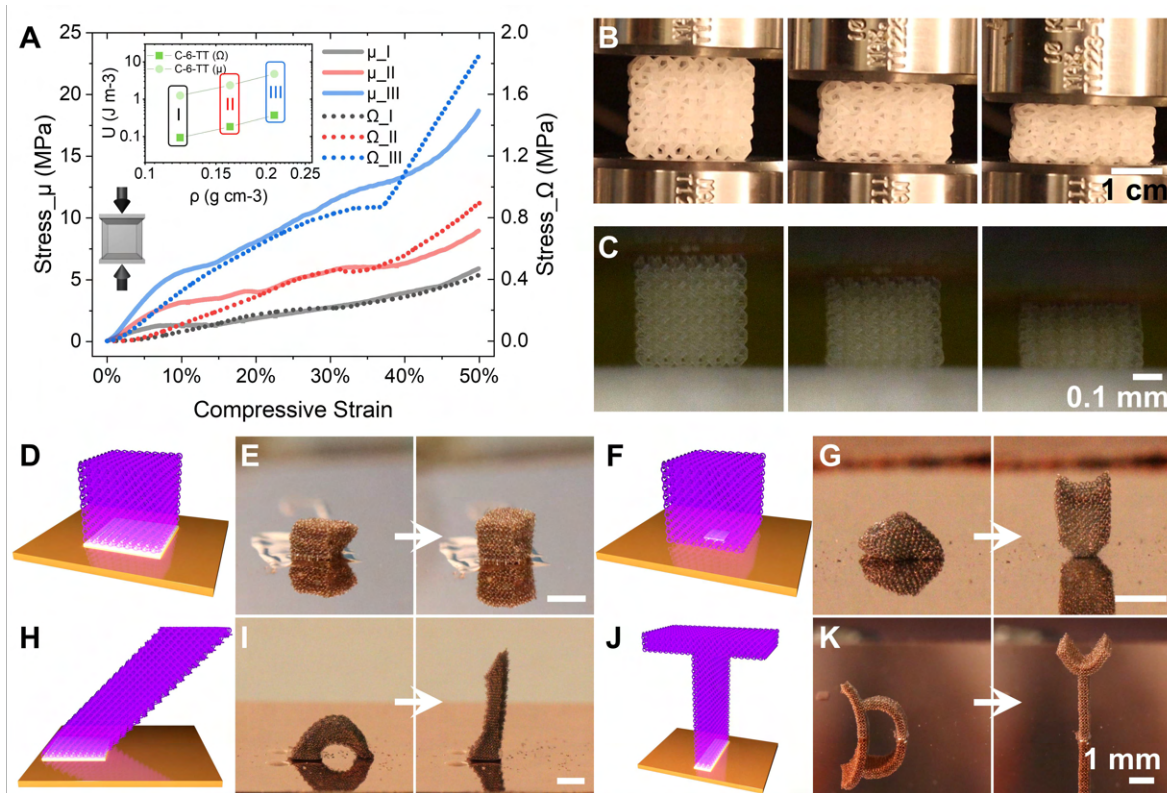 A
25
20
15
10
5
0
Stress_μ (MPa)
2.0
1.6
1.2
0.8
0.4
0.0
Stress_Ω (MPa)
0%
10%
20%
30%
40%
50%
Compressive Strain
C-6-TT (Ω)
C-6-TT (μ)
10
1
0.1
U (J m-3)
I
II
III
0.1
0.2
0.3
ρ (g cm-3)
μ_I
μ_II
μ_III
Ω_I
Ω_II
Ω_III
B
1 cm
C
0.1 mm
D
E
F
G
H
I
J
K
1 mm